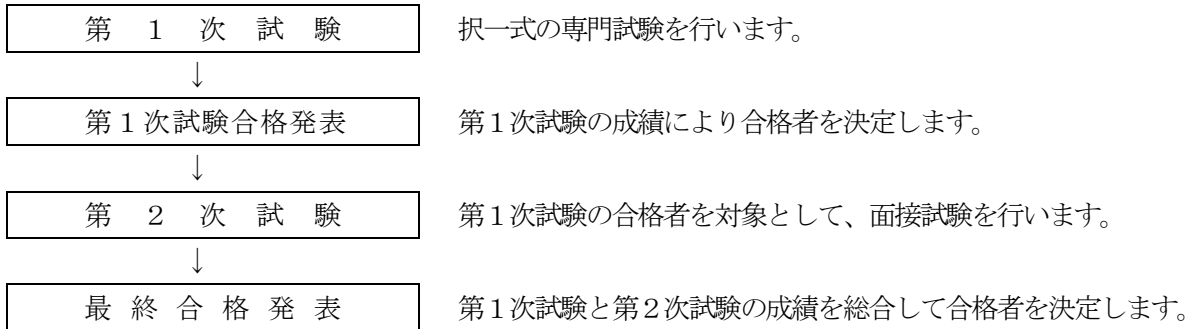 第 １ 次 試 験 択一式の専門試験を行います。
↓
第１次試験合格発表 第１次試験の成績により合格者を決定します。
↓
第 ２ 次 試 験 第１次試験の合格者を対象として、面接試験を行います。
↓
最 終 合 格 発 表 第１次試験と第２次試験の成績を総合して合格者を決定します。